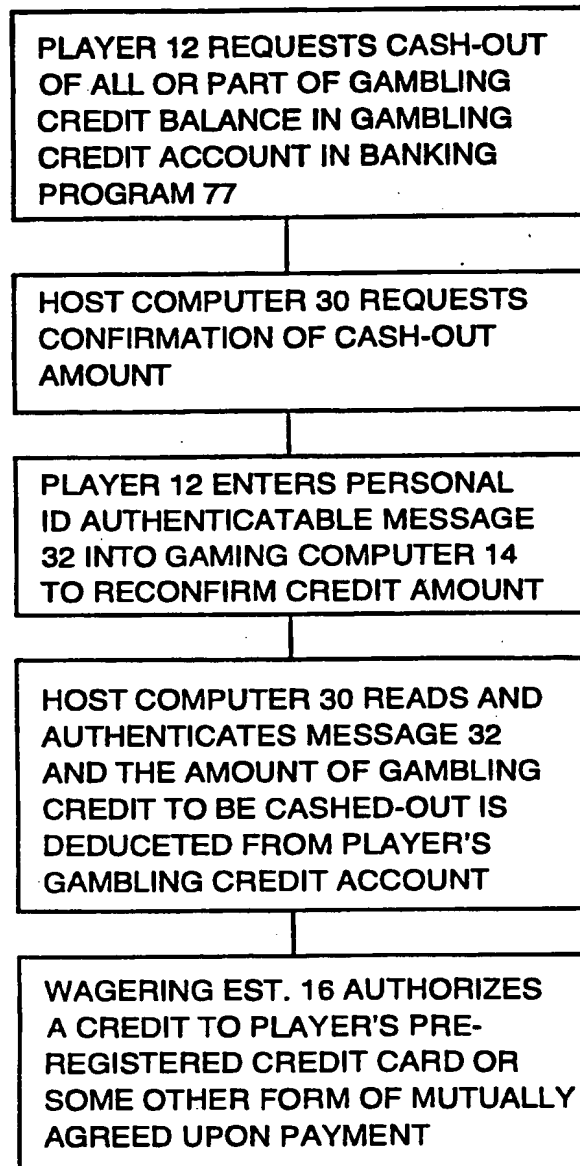 PLAYER 12 REQUESTS CASH-OUT
OF ALL OR PART OF GAMBLING
CREDIT BALANCE IN GAMBLING
CREDIT ACCOUNT IN BANKING
PROGRAM 77
HOST COMPUTER 30 REQUESTS
CONFIRMATION OF CASH-OUT
AMOUNT
PLAYER 12 ENTERS PERSONAL
ID AUTHENTICATABLE MESSAGE
32 INTO GAMING COMPUTER 14
TO RECONFIRM CREDIT AMOUNT
HOST COMPUTER 30 READS AND
AUTHENTICATES MESSAGE 32
AND THE AMOUNT OF GAMBLING
CREDIT TO BE CASHED-OUT IS
DEDUCETED FROM PLAYER'S
GAMBLING CREDIT ACCOUNT
WAGERING EST. 16 AUTHORIZES
A CREDIT TO PLAYER'S PRE-
REGISTERED CREDIT CARD OR
SOME OTHER FORM OF MUTUALLY
AGREED UPON PAYMENT